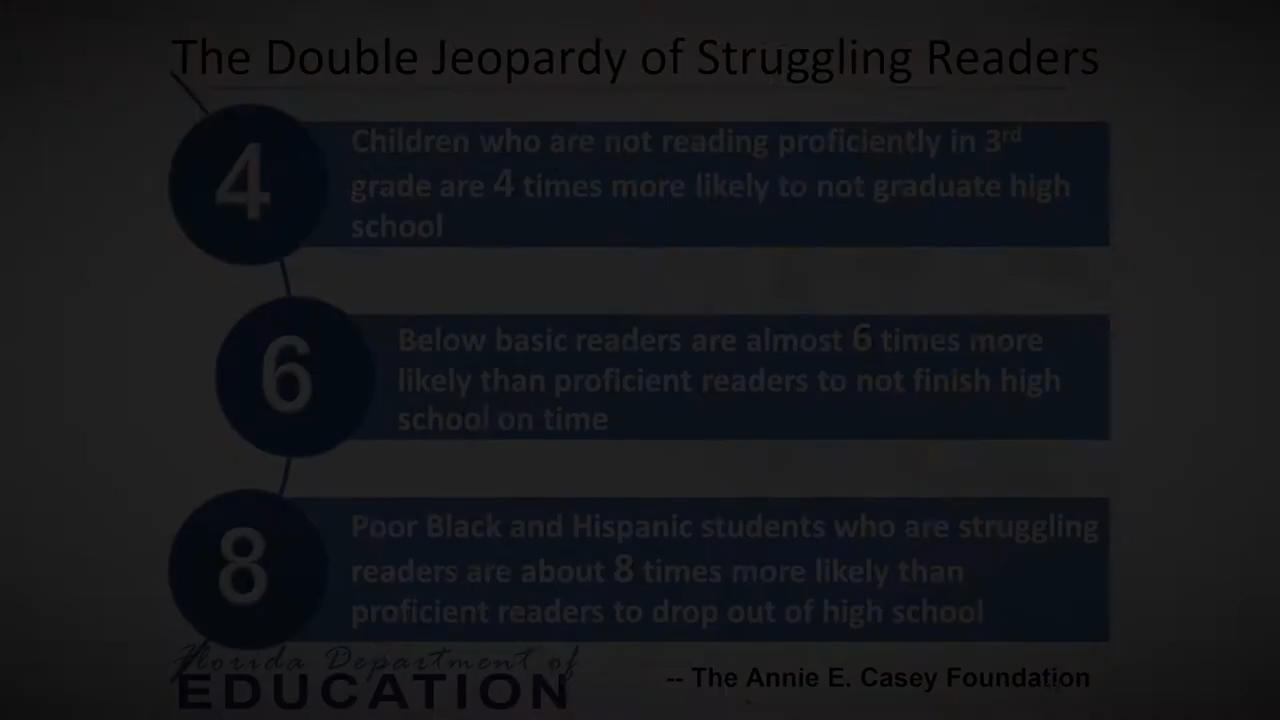 The Double Jeopardy of Struggling Readers
4
Children who are not reading proficiently in 3rd
grade are 4 times more likely to not graduate high
school
6
Below basic readers are almost 6 times more
likely than proficient readers to not finish high
school on time
8
Poor Black and Hispanic students who are struggling
readers are about 8 times more likely than
proficient readers to drop out of high school
Florida Department of
EDUCATION
-- The Annie E. Casey Foundation